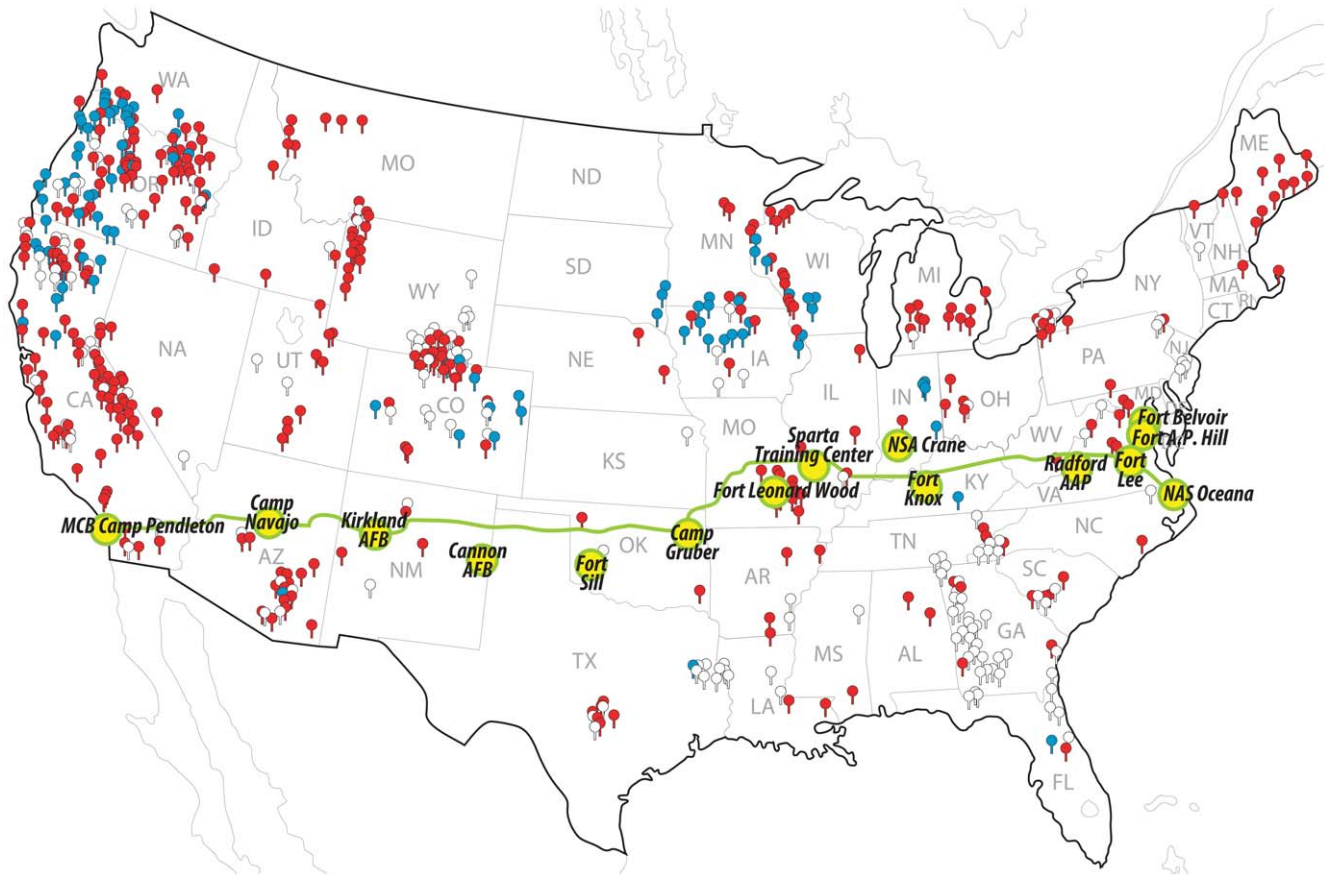 WA
ME
MO
ND
OR
VT
MN
ID
NH
SD
WI
MI
NY
MA
WY
CT
RI
NA
NE
IA
PA
NJ
UT
IL
IN
OH
MD
CA
CO
MO
WV
Fort Belvoir
Fort A.P. Hill
Sparta
Training Center
NSA Crane
KS
Fort
Lee
Radford
AAP
Fort Leonard Wood
Fort
Knox
KY
VA
NAS Oceana
MCB Camp Pendleton
Camp
Navajo
Kirkland
AFB
Camp
Gruber
NC
OK
TN
AZ
NM
Cannon
AFB
Fort
Sill
AR
SC
GA
TX
MS
AL
LA
FL